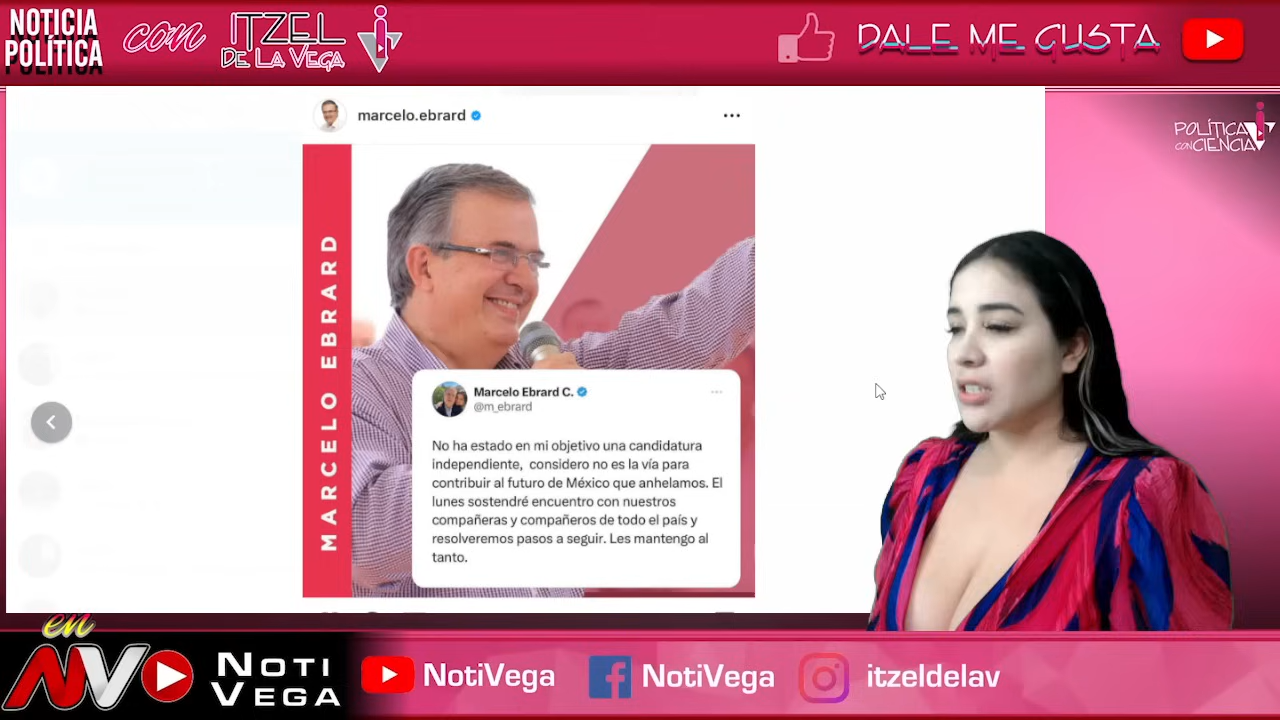 NOTICIA
POLÍTICA
con
ITZEL
DE LA VEGA
DALE ME GUSTA
marcelo.ebrard
POLÍTICA
CON CIENCIA
MARCELO EBRARD
Marcelo Ebrard C.
@m_ebrard
No ha estado en mi objetivo una candidatura
independiente, considero no es la vía para
contribuir al futuro de México que anhelamos. El
lunes sostendré encuentro con nuestros
compañeras y compañeros de todo el país y
resolveremos pasos a seguir. Les mantengo al
tanto.
en
NV
NOTI
VEGA
NotiVega
NotiVega
itzeldelav